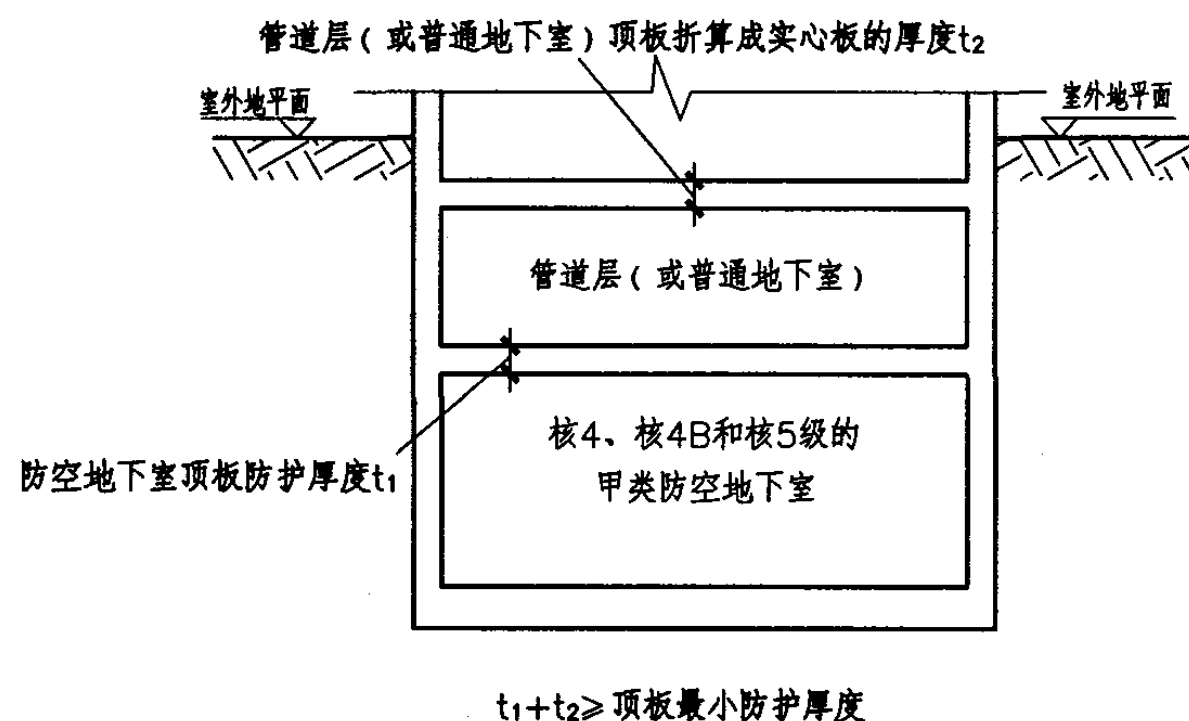 管道层(或普通地下室)顶板折算成实心板的厚度t₂
室外地平面
室外地平面
管道层(或普通地下室)
核4、核4B和核5级的
甲类防空地下室
防空地下室顶板防护厚度t₁
t₁+t₂≥顶板最小防护厚度